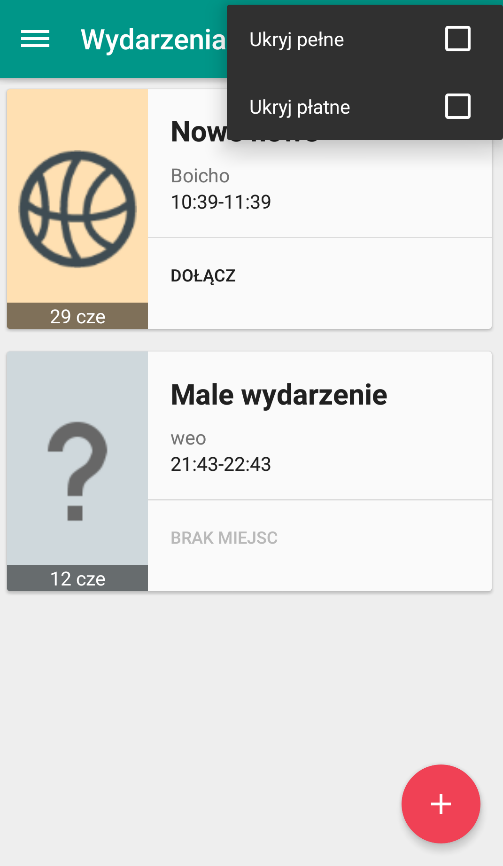 Wydarzenia
Ukryj pełne
Ukryj płatne
Boicho
10:39-11:39
DOŁĄCZ
29 cze
Male wydarzenie
weo
21:43-22:43
BRAK MIEJSC
12 cze